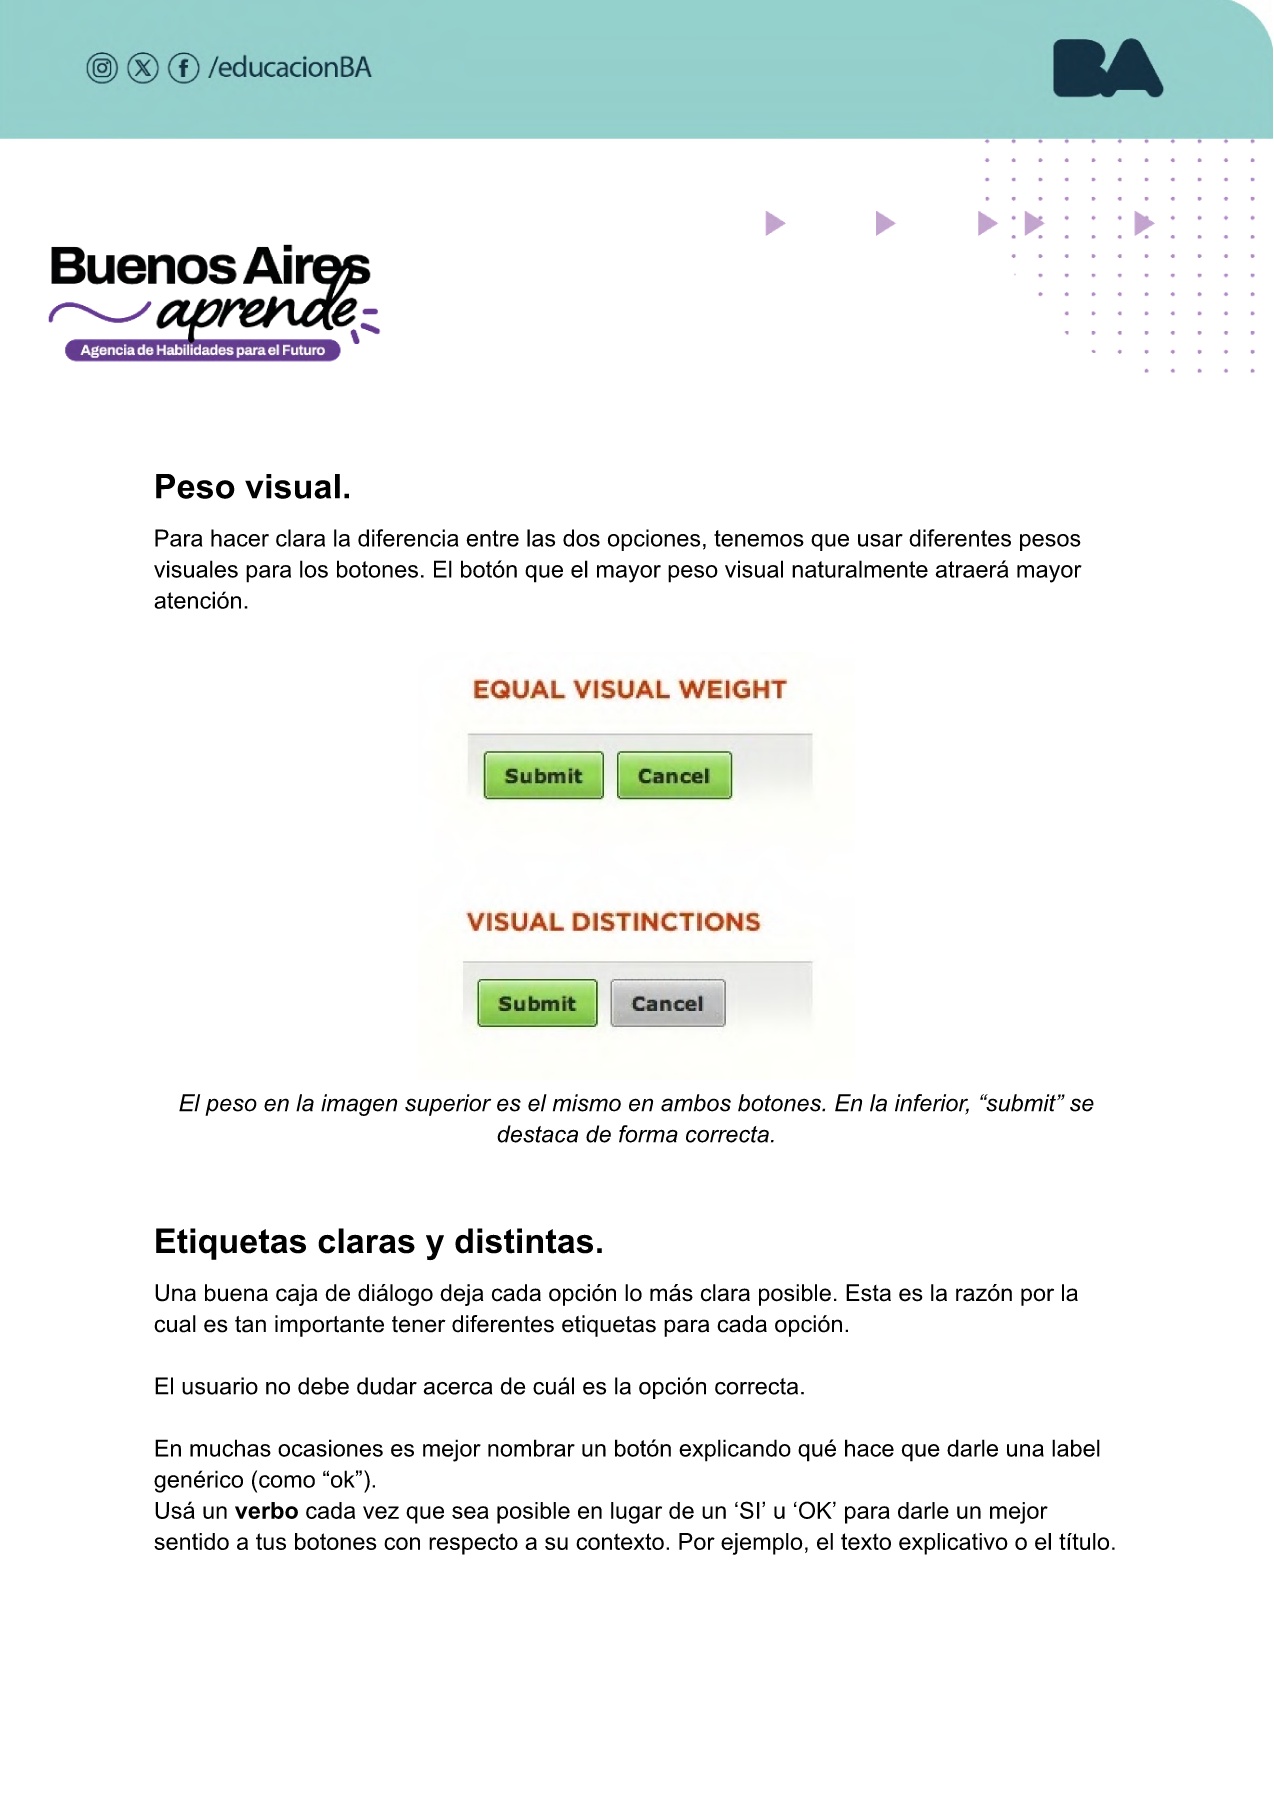 /educacionBA
BA
Buenos Aires
aprende
Agencia de Habilidades para el Futuro
Peso visual.
Para hacer clara la diferencia entre las dos opciones, tenemos que usar diferentes pesos
visuales para los botones. El botón que el mayor peso visual naturalmente atraerá mayor
atención.
EQUAL VISUAL WEIGHT
Submit Cancel
VISUAL DISTINCTIONS
Submit Cancel
El peso en la imagen superior es el mismo en ambos botones. En la inferior, “submit” se
destaca de forma correcta.
Etiquetas claras y distintas.
Una buena caja de diálogo deja cada opción lo más clara posible. Esta es la razón por la
cual es tan importante tener diferentes etiquetas para cada opción.
El usuario no debe dudar acerca de cuál es la opción correcta.
En muchas ocasiones es mejor nombrar un botón explicando qué hace que darle una label
genérico (como “ok”).
Usá un verbo cada vez que sea posible en lugar de un ‘SI’ u ‘OK’ para darle un mejor
sentido a tus botones con respecto a su contexto. Por ejemplo, el texto explicativo o el título.